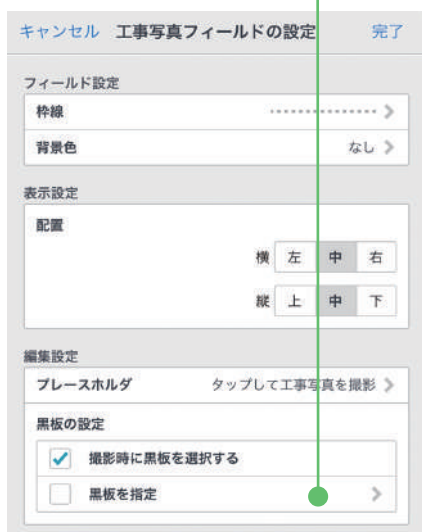 キャンセル 工事写真フィールドの設定 完了
フィールド設定
枠線
背景色 なし
表示設定
配置
横 左 中 右
縦 上 中 下
編集設定
プレースホルダ タップして工事写真を撮影
黒板の設定
撮影時に黒板を選択する
黒板を指定